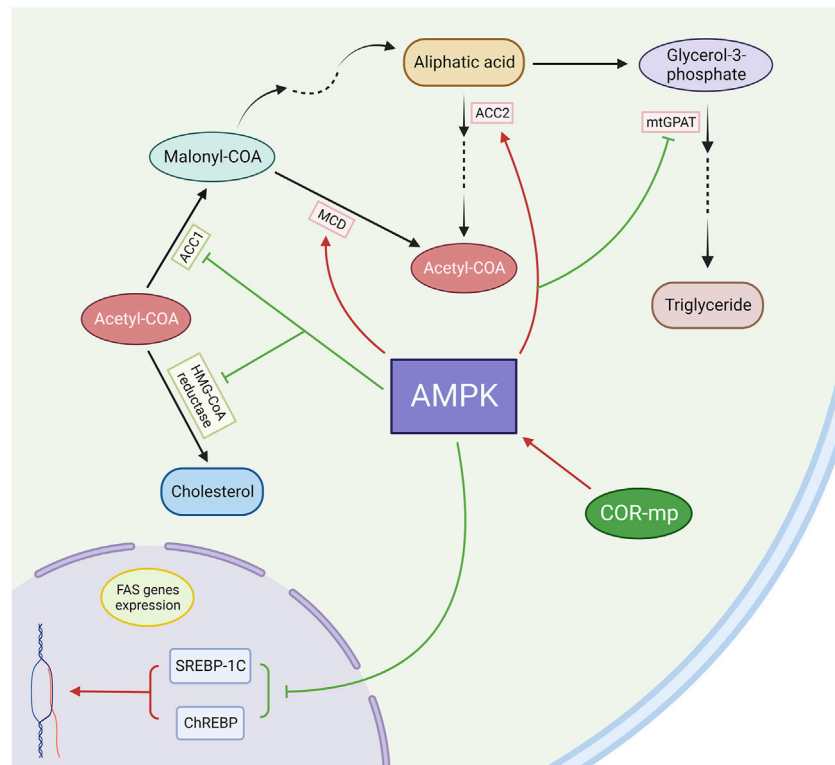 Aliphatic acid
Glycerol-3-
phosphate
ACC2
mtGPAT
Malonyl-COA
MCD
ACC1
Acetyl-COA
Triglyceride
Acetyl-COA
HMG-CoA
reductase
AMPK
Cholesterol
COR-mp
FAS genes
expression
SREBP-1C
ChREBP